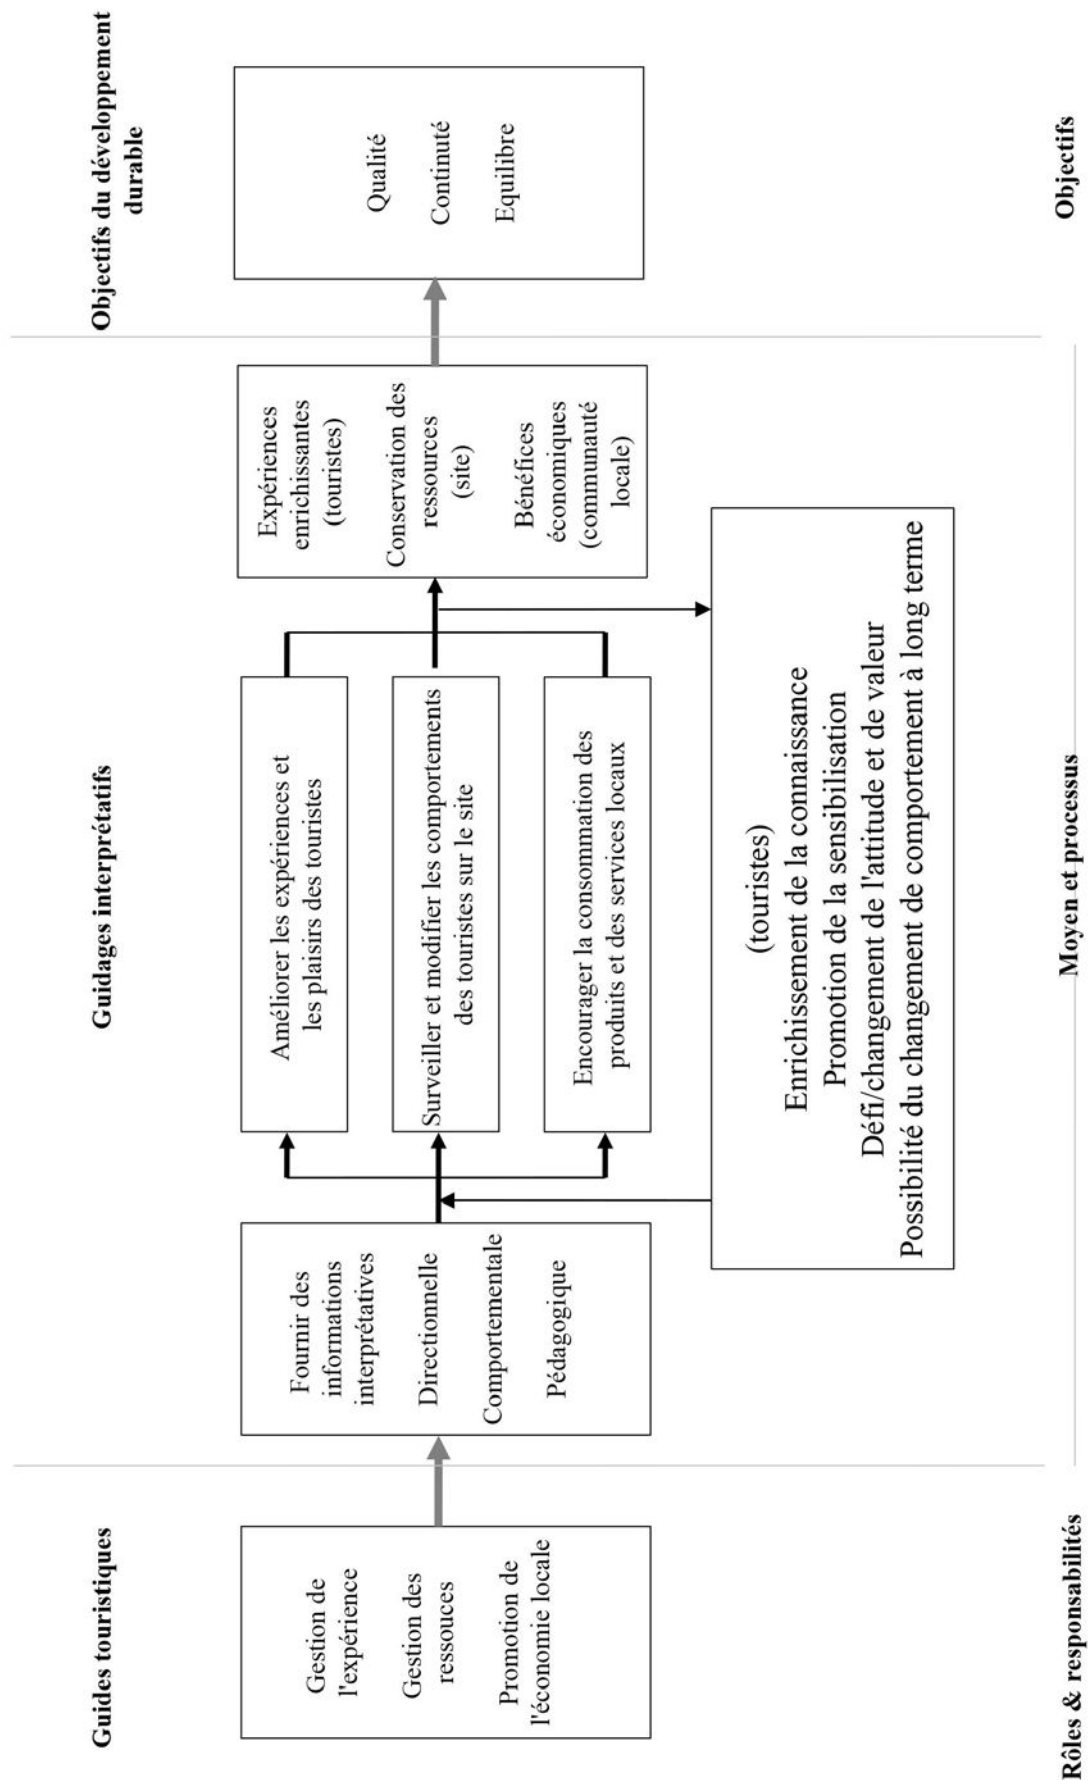 Guides touristiques
Guidages interprétatifs
Objectifs du développement
durable
Gestion de
l'expérience
Gestion des
ressouces
Promotion de
l'économie locale
Fournir des
informations
interprétatives
Directionnelle
Comportementale
Pédagogique
Améliorer les expériences et
les plaisirs des touristes
Surveiller et modifier les comportements
des touristes sur le site
Encourager la consommation des
produits et des services locaux
Expériences
enrichissantes
(touristes)
Conservation des
ressources
(site)
Bénéfices
économiques
(communauté
locale)
Qualité
Continuté
Equilibre
(touristes)
Enrichissement de la connaissance
Promotion de la sensibilisation
Défi/changement de l'attitude et de valeur
Possibilité du changement de comportement à long terme
Rôles & responsabilités
Moyen et processus
Objectifs